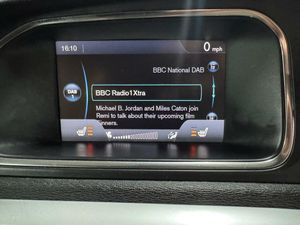 16:10
0 mph
BBC National DAB
DAB
1
BBC Radio1Xtra
Michael B. Jordan and Miles Caton join
Remi to talk about their upcoming film
Sinners.